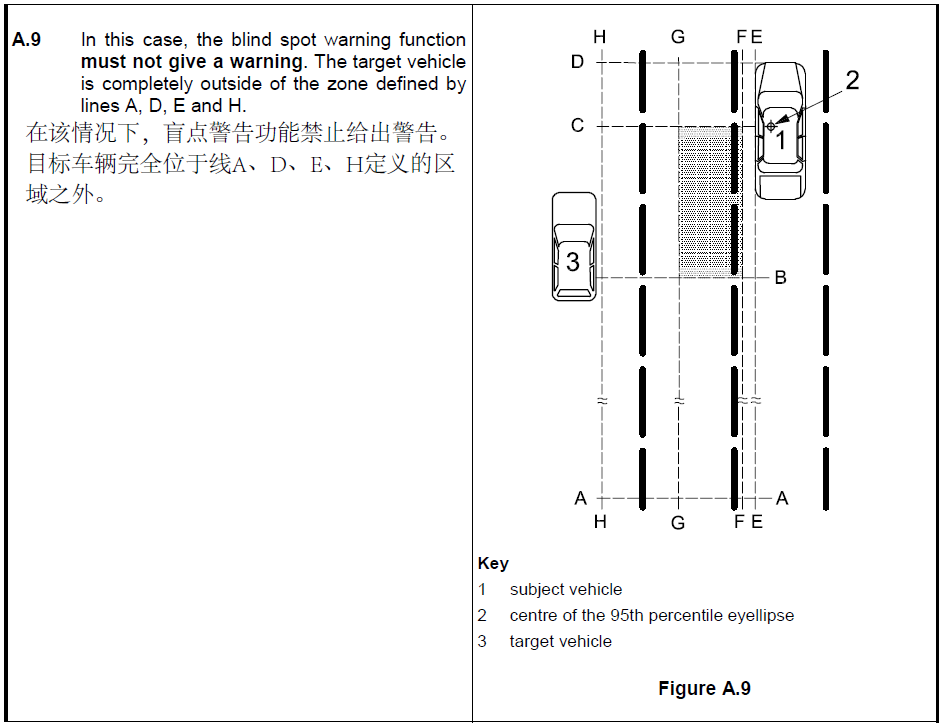 A.9 In this case, the blind spot warning function
must not give a warning. The target vehicle
is completely outside of the zone defined by
lines A, D, E and H.
在该情况下，盲点警告功能禁止给出警告。
目标车辆完全位于线A、D、E、H定义的区
域之外。
H G F E
D
2
C
1
3
B
A A
H G F E
Key
1 subject vehicle
2 centre of the 95th percentile eyellipse
3 target vehicle
Figure A.9